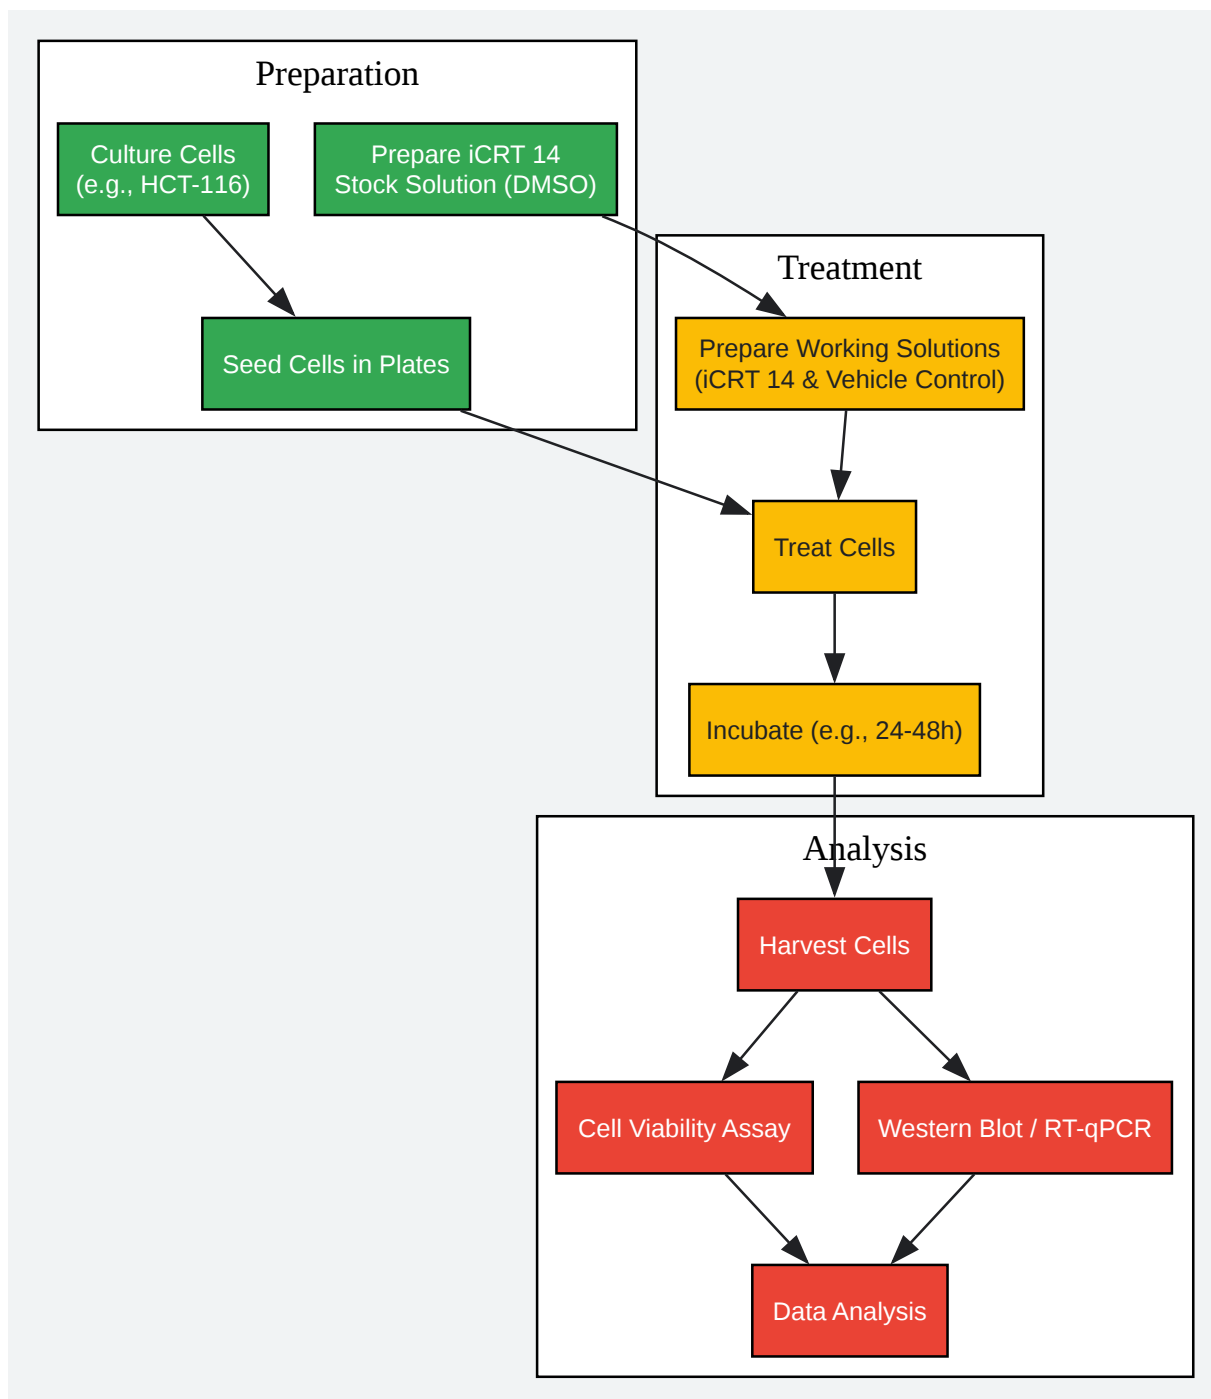 Preparation
Culture Cells
(e.g., HCT-116)
Prepare iCRT 14
Stock Solution (DMSO)
Seed Cells in Plates
Treatment
Prepare Working Solutions
(iCRT 14 & Vehicle Control)
Treat Cells
Incubate (e.g., 24-48h)
Analysis
Harvest Cells
Cell Viability Assay
Western Blot / RT-qPCR
Data Analysis